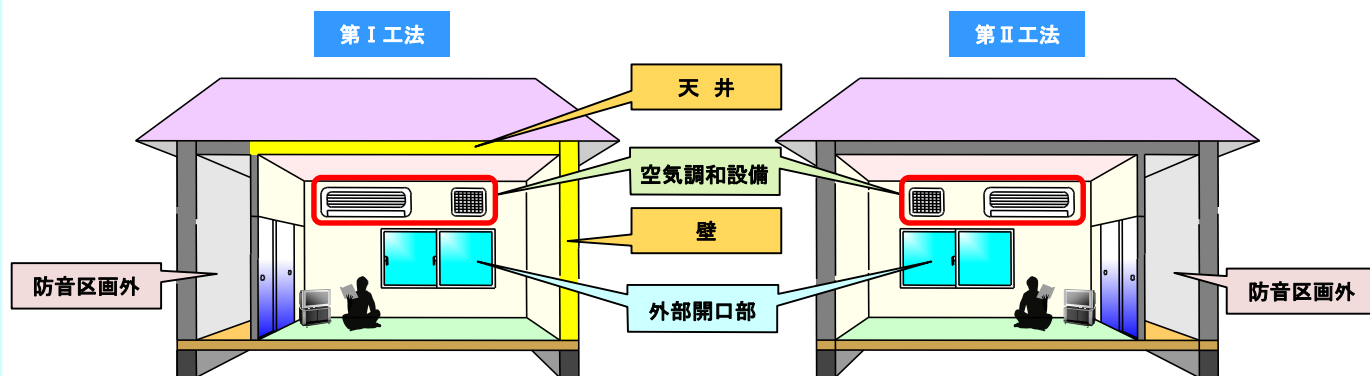 第Ⅰ工法
第Ⅱ工法
天 井
空気調和設備
壁
防音区画外
外部開口部
防音区画外